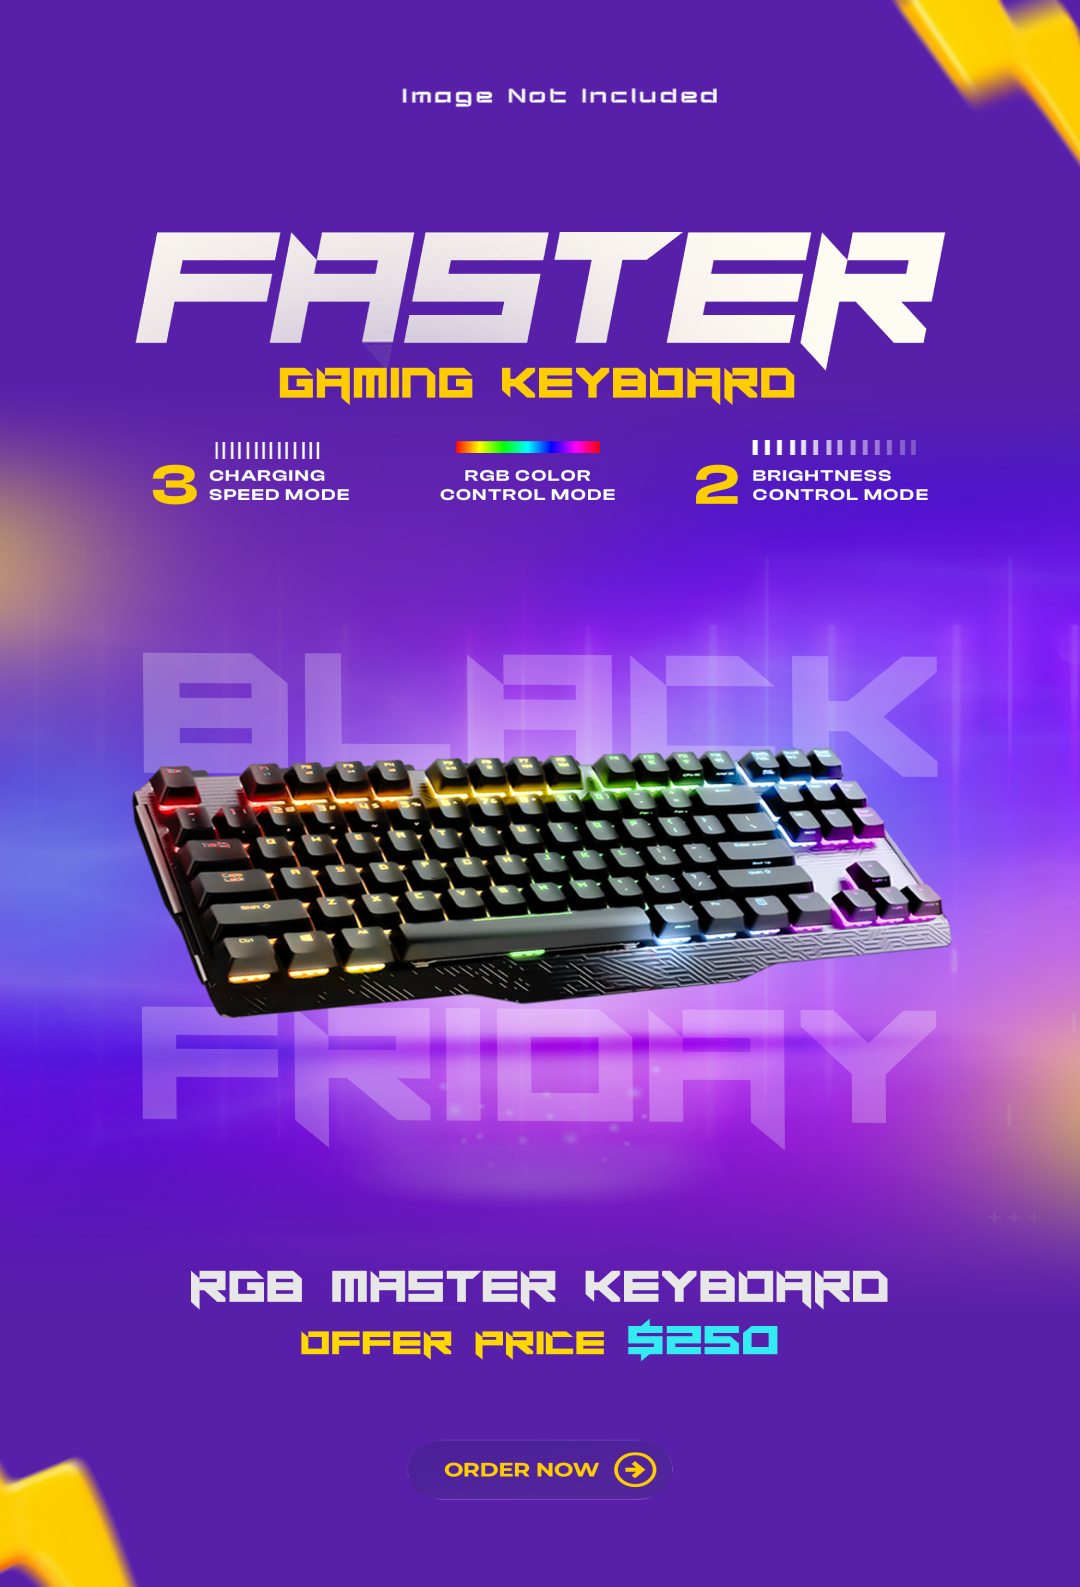 Image Not Included
FASTER
GAMING KEYBOARD
3 CHARGING
SPEED MODE
RGB COLOR
CONTROL MODE
2 BRIGHTNESS
CONTROL MODE
BLACK
FRIDAY
RGB MASTER KEYBOARD
OFFER PRICE $250
ORDER NOW